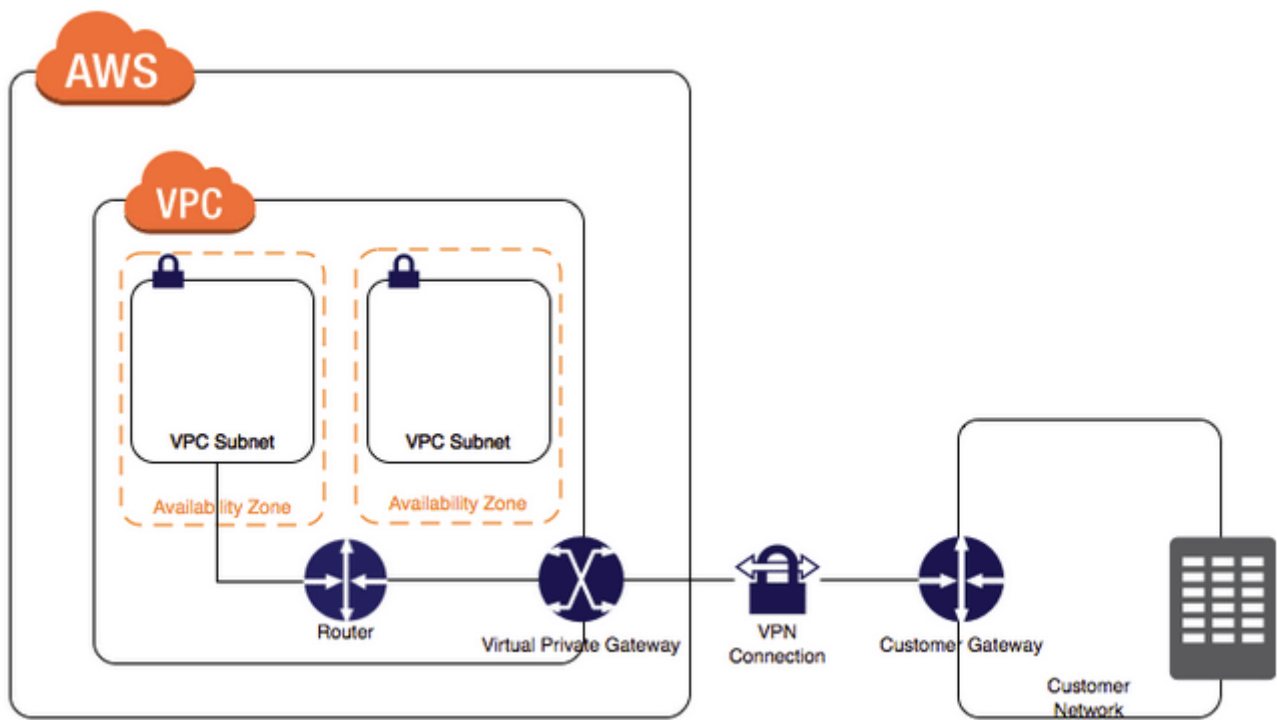 AWS
VPC
VPC Subnet
VPC Subnet
Availability Zone
Availability Zone
Router
Virtual Private Gateway
VPN
Connection
Customer Gateway
Customer
Network